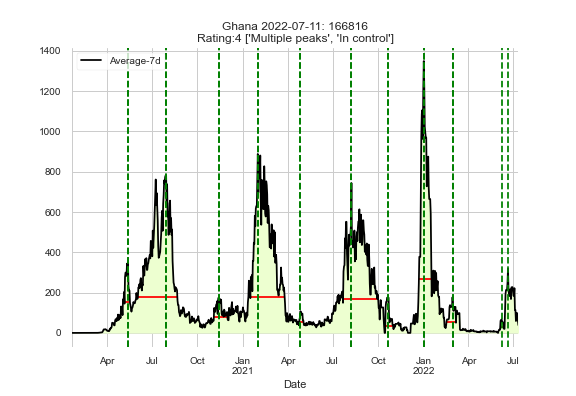 Ghana 2022-07-11: 166816
Rating:4 ['Multiple peaks', 'In control']
Average-7d
1400
1200
1000
800
600
400
200
0
Apr Jul Oct Jan Apr Jul Oct Jan Apr Jul
2021 2022
Date